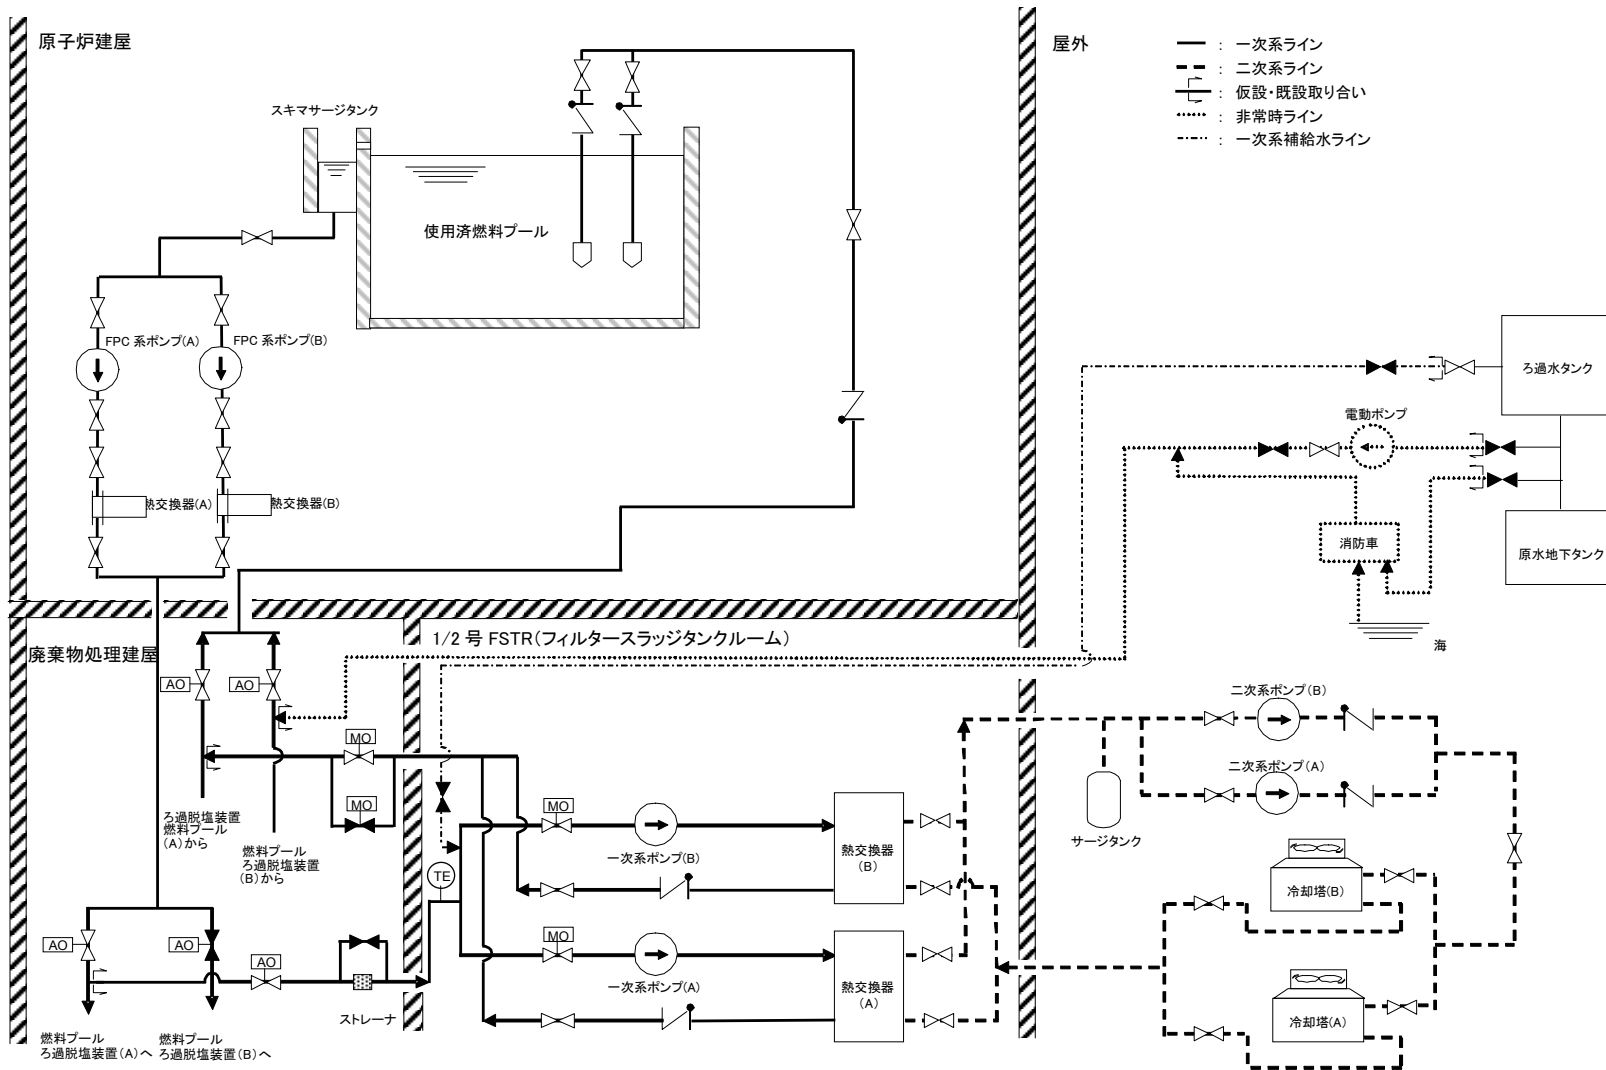 原子炉建屋
屋外
： 一次系ライン
： 二次系ライン
： 仮設・既設取り合い
： 非常時ライン
： 一次系補給水ライン
スキマサージタンク
使用済燃料プール
FPC 系ポンプ(A)
FPC 系ポンプ(B)
熱交換器(A)
熱交換器(B)
ろ過水タンク
電動ポンプ
消防車
原水地下タンク
海
廃棄物処理建屋
1/2 号 FSTR(フィルタースラッジタンクルーム)
AO
AO
MO
MO
ろ過脱塩装置
燃料プール
(A)から
燃料プール
ろ過脱塩装置
(B)から
TE
MO
一次系ポンプ(B)
熱交換器
(B)
MO
一次系ポンプ(A)
熱交換器
(A)
二次系ポンプ(B)
二次系ポンプ(A)
サージタンク
冷却塔(B)
冷却塔(A)
AO
AO
AO
ストレーナ
燃料プール
ろ過脱塩装置(A)へ
燃料プール
ろ過脱塩装置(B)へ